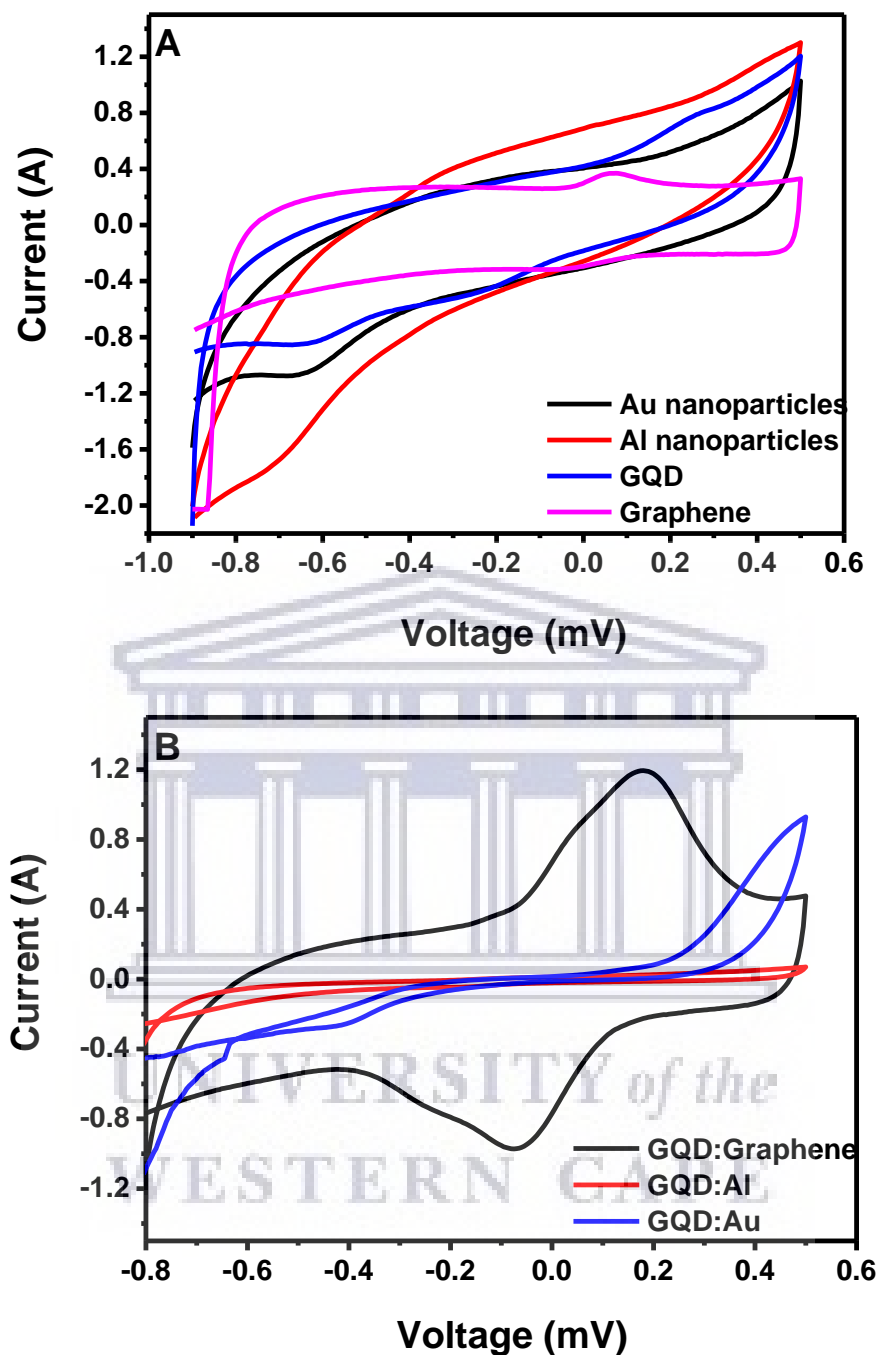 A
1.2
0.8
0.4
0.0
-0.4
-0.8
-1.2
-1.6
-2.0
Current (A)
Au nanoparticles
Al nanoparticles
GQD
Graphene
-1.0 -0.8 -0.6 -0.4 -0.2 0.0 0.2 0.4 0.6
Voltage (mV)
B
1.2
0.8
0.4
0.0
-0.4
-0.8
-1.2
Current (A)
UNIVERSITY of the
WESTERN CAPE
GQD:Graphene
GQD:Al
GQD:Au
-0.8 -0.6 -0.4 -0.2 0.0 0.2 0.4 0.6
Voltage (mV)